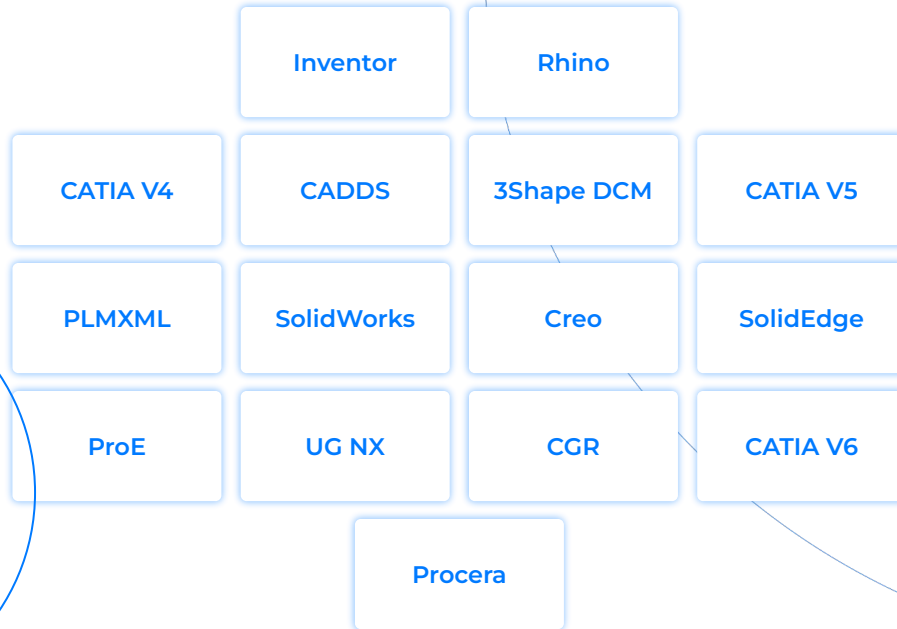 Inventor
Rhino
CATIA V4
CADDS
3Shape DCM
CATIA V5
PLMXML
SolidWorks
Creo
SolidEdge
ProE
UG NX
CGR
CATIA V6
Procera